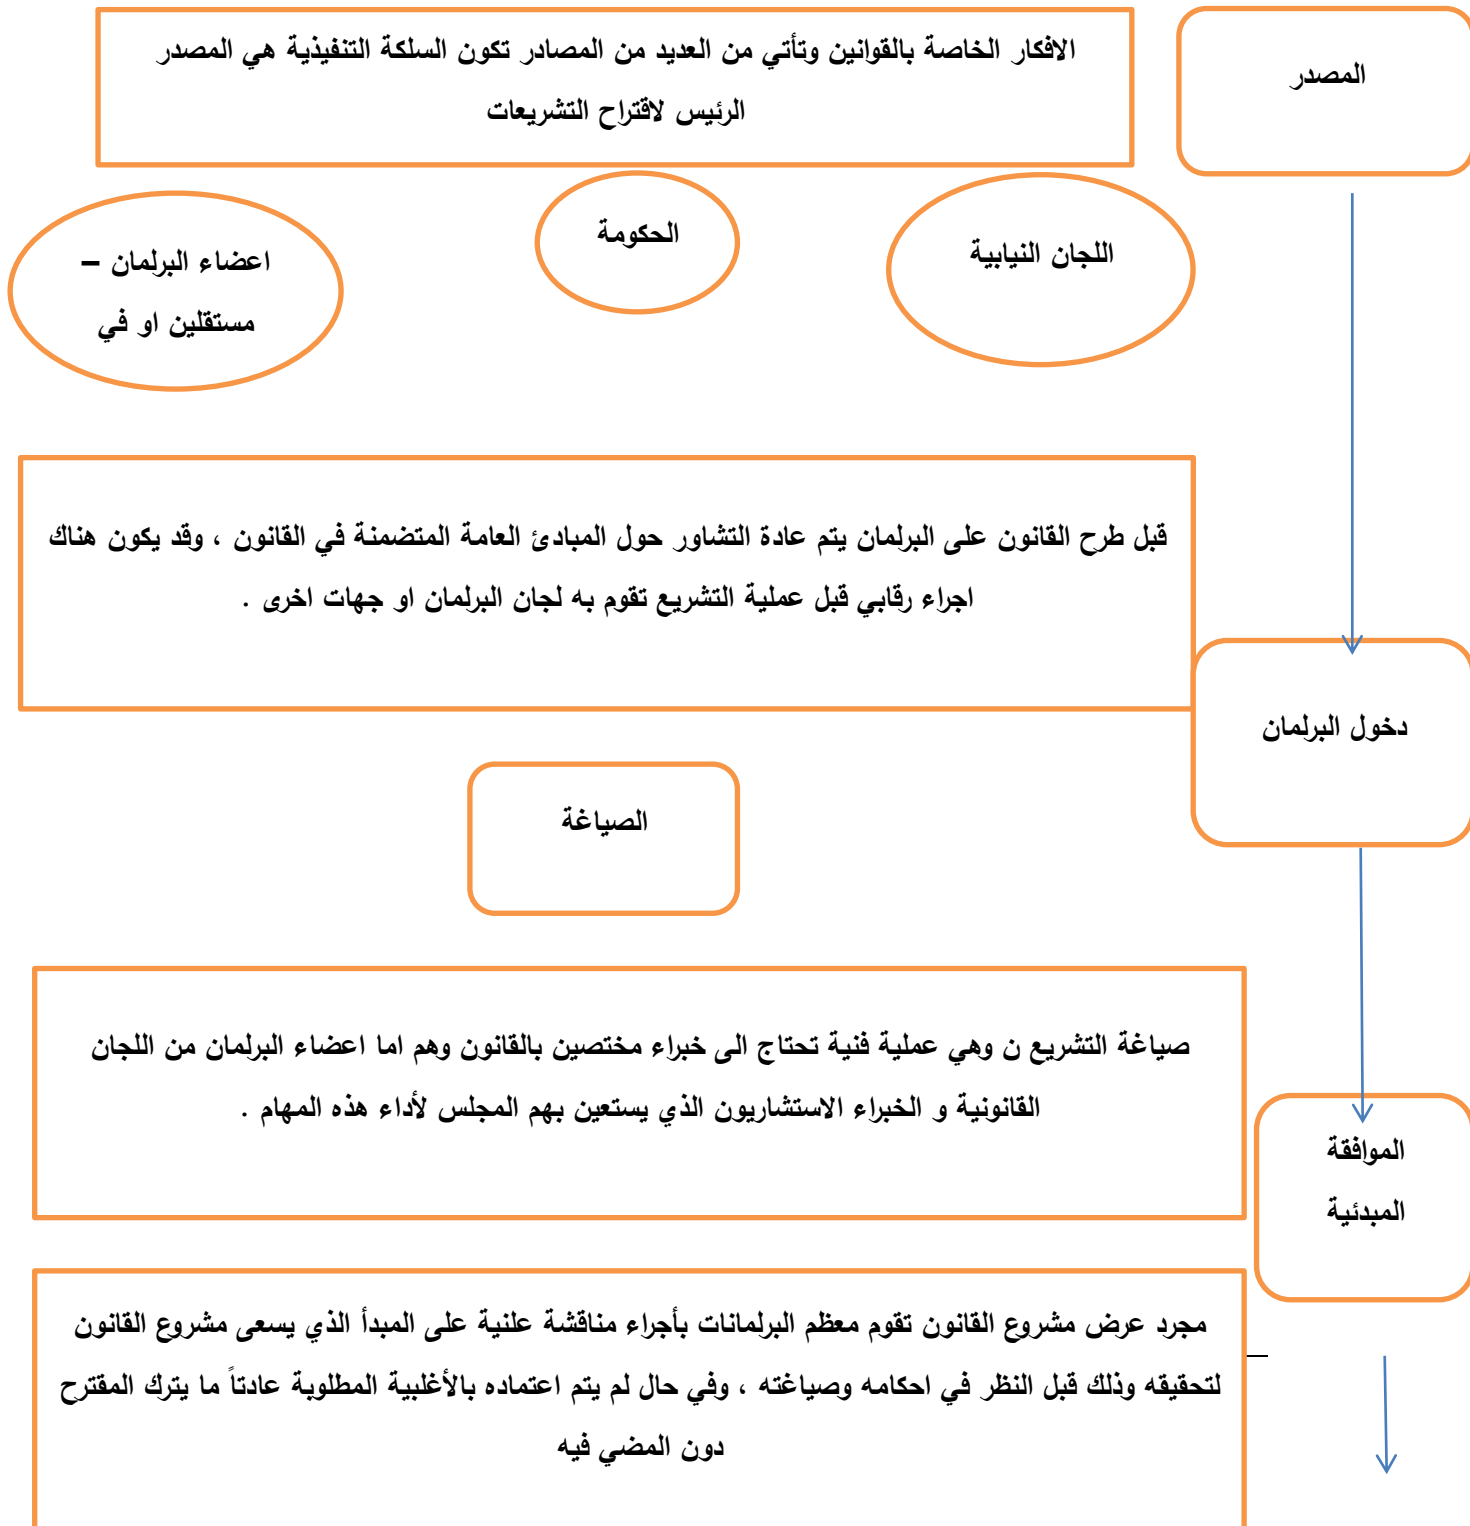 المصدر
الافكار الخاصة بالقوانين وتأتي من العديد من المصادر تكون السلكة التنفيذية هي المصدر
الرئيس لاقتراح التشريعات
اللجان النيابية
الحكومة
اعضاء البرلمان –
مستقلين او في
قبل طرح القانون على البرلمان يتم عادة التشاور حول المبادئ العامة المتضمنة في القانون ، وقد يكون هناك
اجراء رقابي قبل عملية التشريع تقوم به لجان البرلمان او جهات اخرى .
دخول البرلمان
الصياغة
صياغة التشريع ن وهي عملية فنية تحتاج الى خبراء مختصين بالقانون وهم اما اعضاء البرلمان من اللجان
القانونية و الخبراء الاستشاريون الذي يستعين بهم المجلس لأداء هذه المهام .
الموافقة
المبدئية
مجرد عرض مشروع القانون تقوم معظم البرلمانات بأجراء مناقشة علنية على المبدأ الذي يسعى مشروع القانون
لتحقيقه وذلك قبل النظر في احكامه وصياغته ، وفي حال لم يتم اعتماده بالأغلبية المطلوبة عادتاً ما يترك المقترح
دون المضي فيه